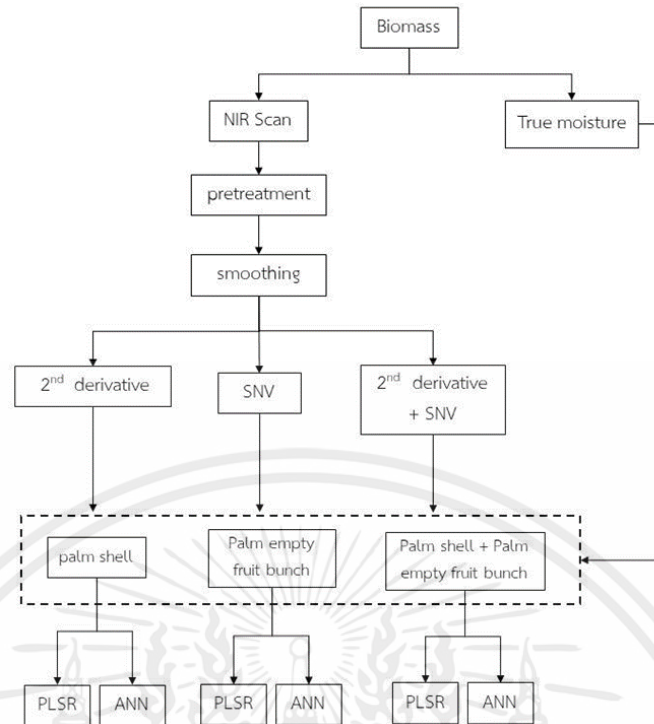 Biomass
NIR Scan
True moisture
pretreatment
smoothing
2nd derivative
SNV
2nd derivative
+ SNV
palm shell
Palm empty
fruit bunch
Palm shell + Palm
empty fruit bunch
PLSR
ANN
PLSR
ANN
PLSR
ANN